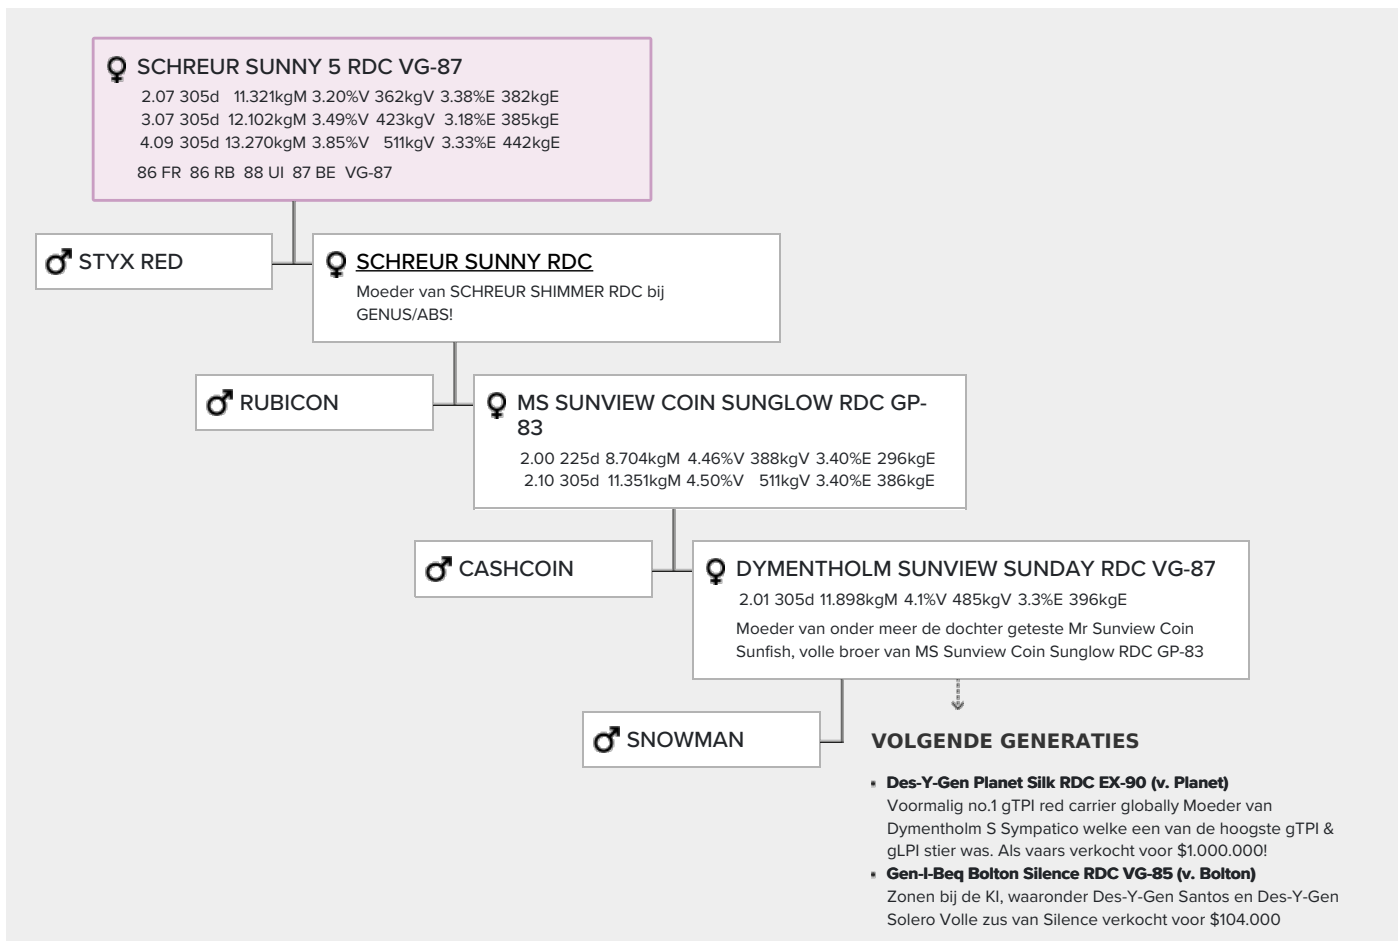 SCHREUR SUNNY 5 RDC VG-87
2.07 305d 11.321kgM 3.20%V 362kgV 3.38%E 382kgE
3.07 305d 12.102kgM 3.49%V 423kgV 3.18%E 385kgE
4.09 305d 13.270kgM 3.85%V 511kgV 3.33%E 442kgE
86 FR 86 RB 88 UI 87 BE VG-87
STYX RED
SCHREUR SUNNY RDC
Moeder van SCHREUR SHIMMER RDC bij
GENUS/ABS!
RUBICON
MS SUNVIEW COIN SUNGLOW RDC GP-
83
2.00 225d 8.704kgM 4.46%V 388kgV 3.40%E 296kgE
2.10 305d 11.351kgM 4.50%V 511kgV 3.40%E 386kgE
CASHCOIN
DYMENTHOLM SUNVIEW SUNDAY RDC VG-87
2.01 305d 11.898kgM 4.1%V 485kgV 3.3%E 396kgE
Moeder van onder meer de dochter geteste Mr Sunview Coin
Sunfish, volle broer van MS Sunview Coin Sunglow RDC GP-83
SNOWMAN
VOLGENDE GENERATIES
Des-Y-Gen Planet Silk RDC EX-90 (v. Planet)
Voormalig no.1 gTPI red carrier globally Moeder van
Dymentholm S Sympatico welke een van de hoogste gTPI &
gLPI stier was. Als vaars verkocht voor $1.000.000!
Gen-I-Beq Bolton Silence RDC VG-85 (v. Bolton)
Zonen bij de KI, waaronder Des-Y-Gen Santos en Des-Y-Gen
Solero Volle zus van Silence verkocht voor $104.000